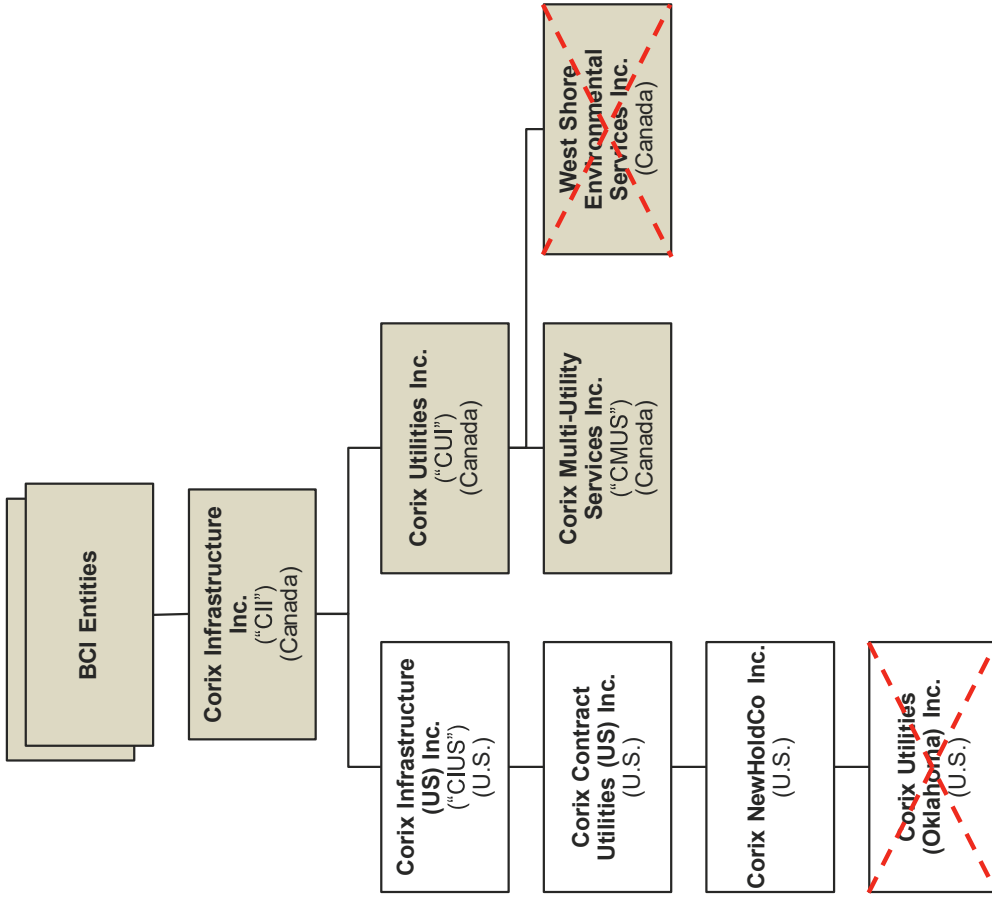 BCI Entities
Corix Infrastructure
Inc.
(“CII”)
(Canada)
Corix Infrastructure
(US) Inc.
(“CIUS”)
(U.S.)
Corix Utilities Inc.
(“CUI”)
(Canada)
Corix Contract
Utilities (US) Inc.
(U.S.)
Corix Multi-Utility
Services Inc.
(“CMUS”)
(Canada)
West Shore
Environmental
Services Inc.
(Canada)
Corix NewHoldCo Inc.
(U.S.)
Corix Utilities
(Oklahoma) Inc.
(U.S.)